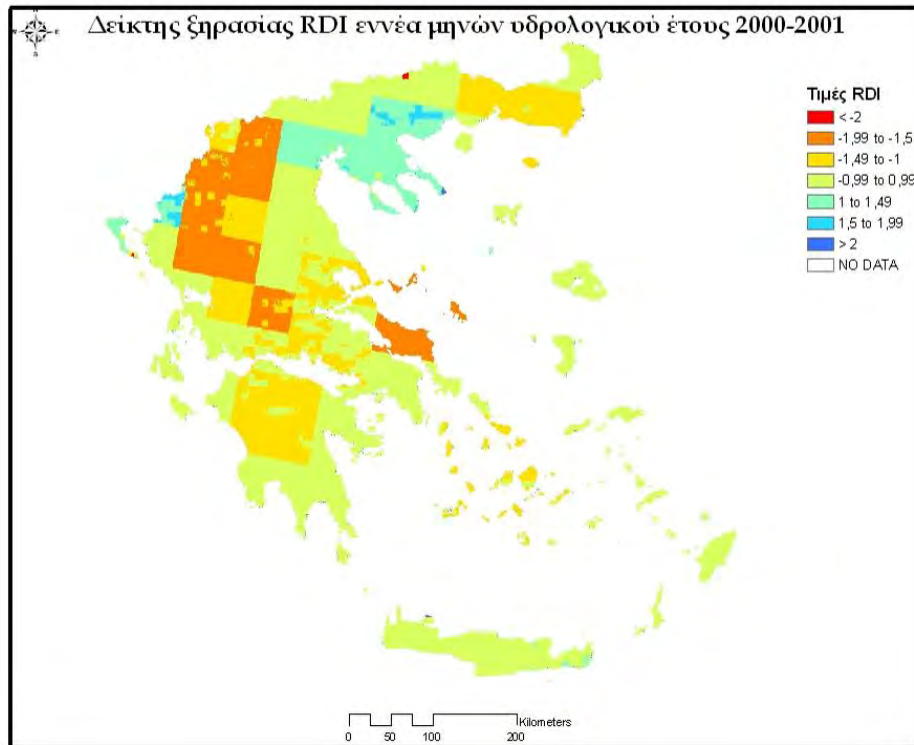 Δείκτης ξηρασίας RDI εννέα μηνών υδρολογικού έτους 2000-2001
Τιμές RDI
< -2
-1,99 to -1,5
-1,49 to -1
-0,99 to 0,99
1 to 1,49
1,5 to 1,99
> 2
NO DATA
Kilometers
0 50 100 200